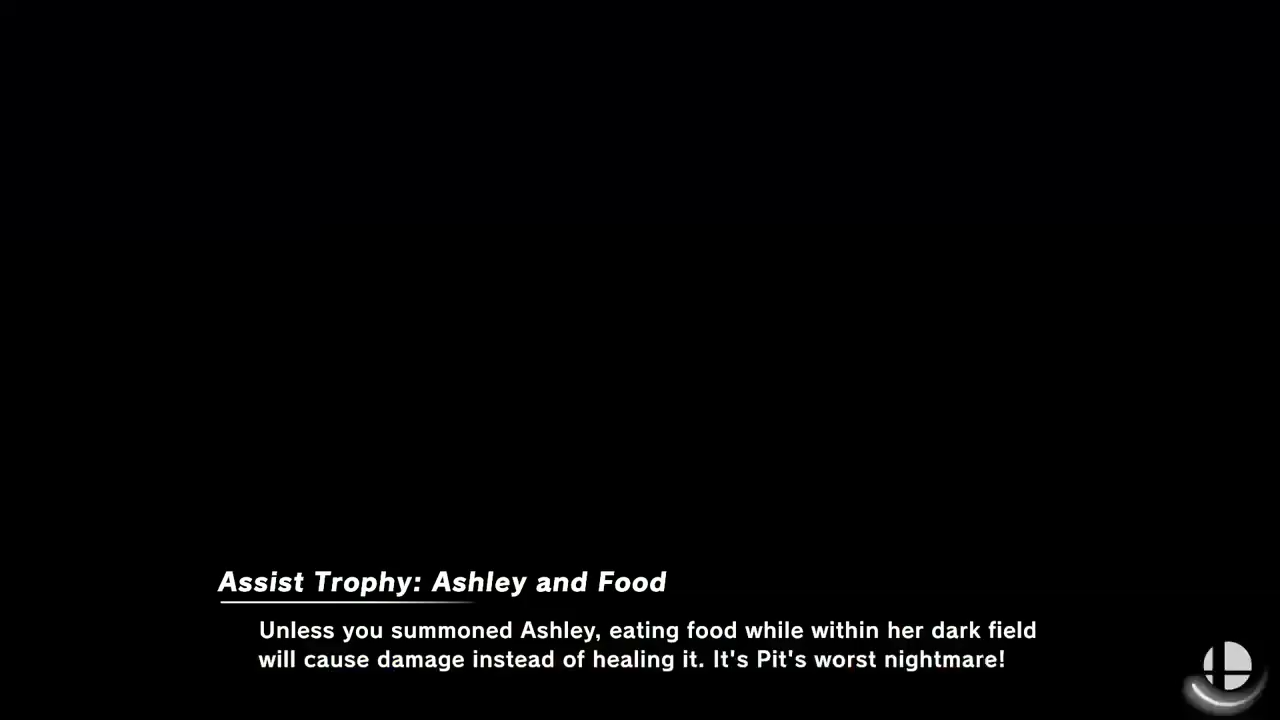 Assist Trophy: Ashley and Food
Unless you summoned Ashley, eating food while within her dark field
will cause damage instead of healing it. It's Pit's worst nightmare!